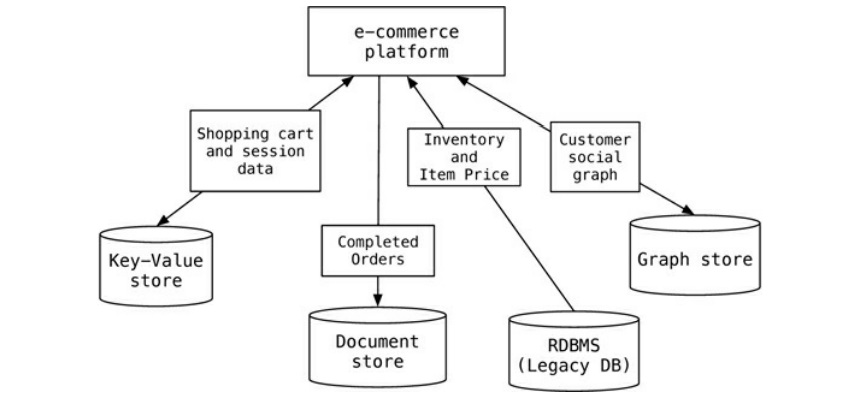 e-commerce
platform
Shopping cart
and session
data
Inventory
and
Item Price
Customer
social
graph
Completed
Orders
Key-Value
store
Graph store
Document
store
RDBMS
(Legacy DB)